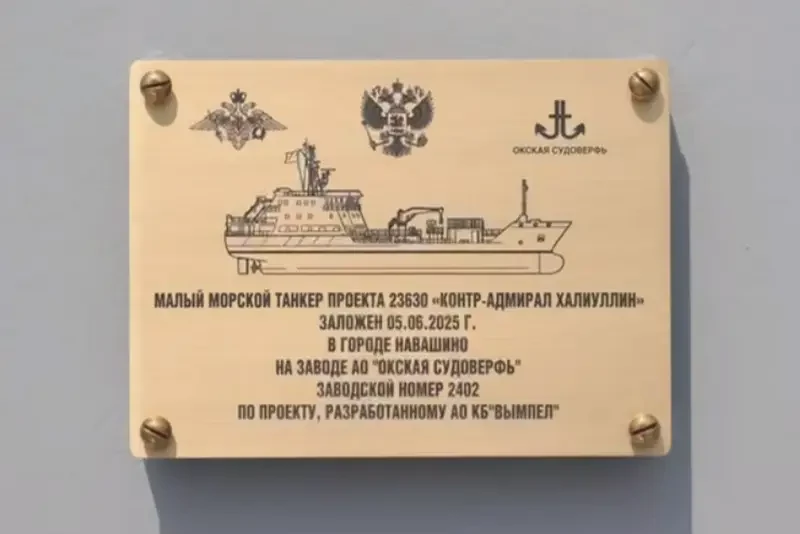 ОКСКАЯ СУДОВЕРФЬ
МАЛЫЙ МОРСКОЙ ТАНКЕР ПРОЕКТА 23630 «КОНТР-АДМИРАЛ ХАЛИУЛЛИН»
ЗАЛОЖЕН 05.06.2025 Г.
В ГОРОДЕ НАВАШИНО
НА ЗАВОДЕ АО "ОКСКАЯ СУДОВЕРФЬ"
ЗАВОДСКОЙ НОМЕР 2402
ПО ПРОЕКТУ, РАЗРАБОТАННОМУ АО КБ"ВЫМПЕЛ"